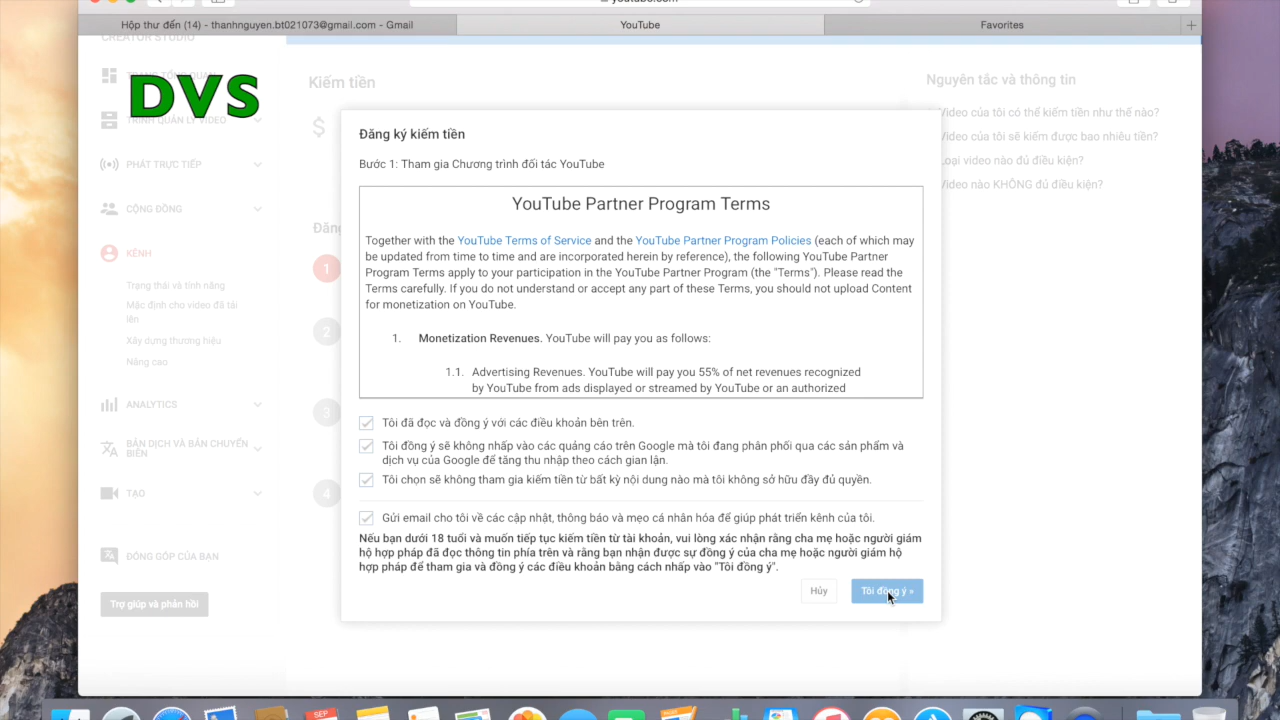 Hộp thư đến (14) - thanhnguyen.bt021073@gmail.com - Gmail
YouTube
Favorites
CREATOR STUDIO
DVS
TRÌNH QUẢN LÝ VIDEO
PHÁT TRỰC TIẾP
CỘNG ĐỒNG
KÊNH
Trạng thái và tính năng
Mặc định cho video đã tải
lên
Xây dựng thương hiệu
Nâng cao
ANALYTICS
BẢN DỊCH VÀ BẢN CHUYỂN
BIẾN
TẠO
ĐÓNG GÓP CỦA BẠN
Trợ giúp và phản hồi
Kiếm tiền
$
Đăng
1
2
3
4
Đăng ký kiếm tiền
Bước 1: Tham gia Chương trình đối tác YouTube
YouTube Partner Program Terms
Together with the YouTube Terms of Service and the YouTube Partner Program Policies (each of which may
be updated from time to time and are incorporated herein by reference), the following YouTube Partner
Program Terms apply to your participation in the YouTube Partner Program (the "Terms"). Please read the
Terms carefully. If you do not understand or accept any part of these Terms, you should not upload Content
for monetization on YouTube.
1. Monetization Revenues. YouTube will pay you as follows:
1.1. Advertising Revenues. YouTube will pay you 55% of net revenues recognized
by YouTube from ads displayed or streamed by YouTube or an authorized
Tôi đã đọc và đồng ý với các điều khoản bên trên.
Tôi đồng ý sẽ không nhấp vào các quảng cáo trên Google mà tôi đang phân phối qua các sản phẩm và
dịch vụ của Google để tăng thu nhập theo cách gian lận.
Tôi chọn sẽ không tham gia kiếm tiền từ bất kỳ nội dung nào mà tôi không sở hữu đầy đủ quyền.
Gửi email cho tôi về các cập nhật, thông báo và mẹo cá nhân hóa để giúp phát triển kênh của tôi.
Nếu bạn dưới 18 tuổi và muốn tiếp tục kiếm tiền từ tài khoản, vui lòng xác nhận rằng cha mẹ hoặc người giám
hộ hợp pháp đã đọc thông tin phía trên và rằng bạn nhận được sự đồng ý của cha mẹ hoặc người giám hộ
hợp pháp để tham gia và đồng ý các điều khoản bằng cách nhấp vào "Tôi đồng ý".
Hủy
Tôi đồng ý »
Nguyên tắc và thông tin
Video của tôi có thể kiếm tiền như thế nào?
Video của tôi sẽ kiếm được bao nhiêu tiền?
Loại video nào đủ điều kiện?
Video nào KHÔNG đủ điều kiện?
SEP